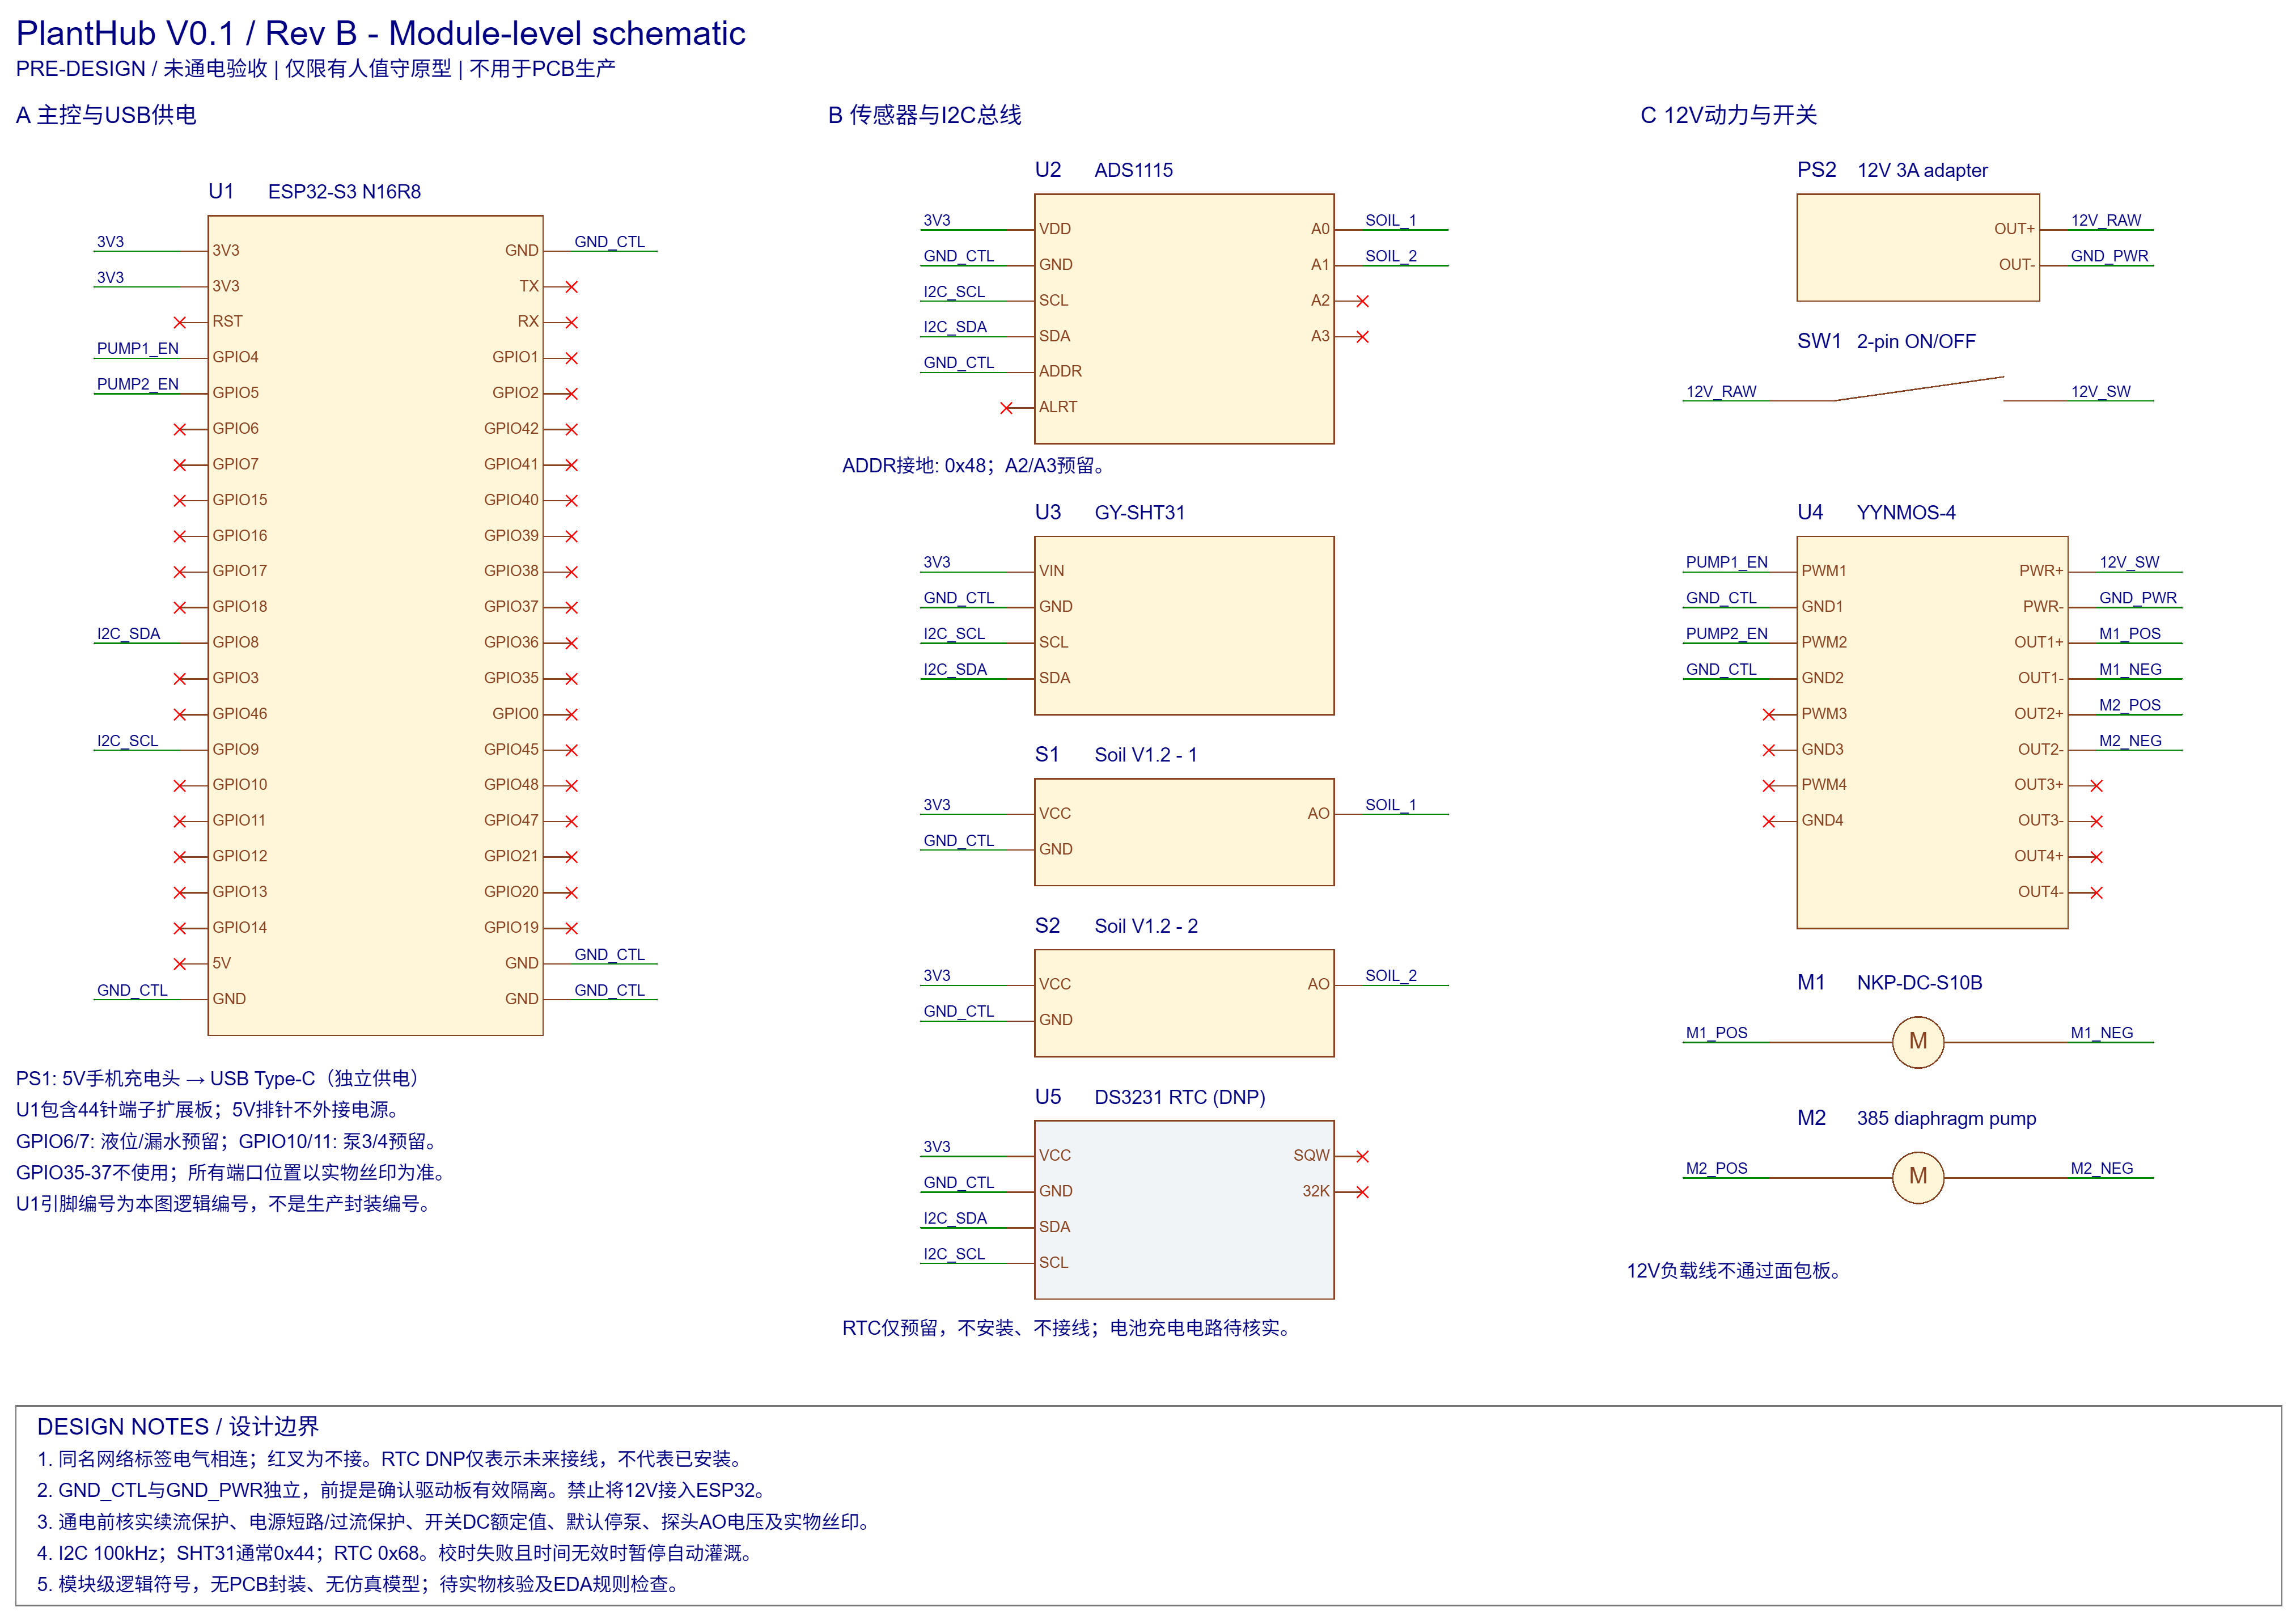 PlantHub V0.1 / Rev B - Module-level schematic
PRE-DESIGN / 未通电验收 | 仅限有人值守原型 | 不用于PCB生产
A 主控与USB供电
U1 ESP32-S3 N16R8
3V3 3V3 GND GND_CTL
3V3 3V3 TX
RST RX
PUMP1_EN GPIO4 GPIO1
PUMP2_EN GPIO5 GPIO2
GPIO6 GPIO42
GPIO7 GPIO41
GPIO15 GPIO40
GPIO16 GPIO39
GPIO17 GPIO38
GPIO18 GPIO37
I2C_SDA GPIO8 GPIO36
GPIO3 GPIO35
GPIO46 GPIO0
I2C_SCL GPIO9 GPIO45
GPIO10 GPIO48
GPIO11 GPIO47
GPIO12 GPIO21
GPIO13 GPIO20
GPIO14 GPIO19
5V GND GND_CTL
GND_CTL GND GND GND_CTL
PS1: 5V手机充电头 → USB Type-C（独立供电）
U1包含44针端子扩展板；5V排针不外接电源。
GPIO6/7: 液位/漏水预留；GPIO10/11: 泵3/4预留。
GPIO35-37不使用；所有端口位置以实物丝印为准。
U1引脚编号为本图逻辑编号，不是生产封装编号。
B 传感器与I2C总线
U2 ADS1115
3V3 VDD A0 SOIL_1
GND_CTL GND A1 SOIL_2
I2C_SCL SCL A2
I2C_SDA SDA A3
GND_CTL ADDR
ALRT
ADDR接地: 0x48；A2/A3预留。
U3 GY-SHT31
3V3 VIN
GND_CTL GND
I2C_SCL SCL
I2C_SDA SDA
S1 Soil V1.2 - 1
3V3 VCC AO SOIL_1
GND_CTL GND
S2 Soil V1.2 - 2
3V3 VCC AO SOIL_2
GND_CTL GND
U5 DS3231 RTC (DNP)
3V3 VCC SQW
GND_CTL GND 32K
I2C_SDA SDA
I2C_SCL SCL
RTC仅预留，不安装、不接线；电池充电电路待核实。
C 12V动力与开关
PS2 12V 3A adapter
OUT+ 12V_RAW
OUT- GND_PWR
SW1 2-pin ON/OFF
12V_RAW 12V_SW
U4 YYNMOS-4
PUMP1_EN PWM1 PWR+ 12V_SW
GND_CTL GND1 PWR- GND_PWR
PUMP2_EN PWM2 OUT1+ M1_POS
GND_CTL GND2 OUT1- M1_NEG
PWM3 OUT2+ M2_POS
GND3 OUT2- M2_NEG
PWM4 OUT3+
GND4 OUT3-
OUT4+
OUT4-
M1 NKP-DC-S10B
M1_POS M M1_NEG
M2 385 diaphragm pump
M2_POS M M2_NEG
12V负载线不通过面包板。
DESIGN NOTES / 设计边界
1. 同名网络标签电气相连；红叉为不接。RTC DNP仅表示未来接线，不代表已安装。
2. GND_CTL与GND_PWR独立，前提是确认驱动板有效隔离。禁止将12V接入ESP32。
3. 通电前核实续流保护、电源短路/过流保护、开关DC额定值、默认停泵、探头AO电压及实物丝印。
4. I2C 100kHz；SHT31通常0x44；RTC 0x68。校时失败且时间无效时暂停自动灌溉。
5. 模块级逻辑符号，无PCB封装、无仿真模型；待实物核验及EDA规则检查。